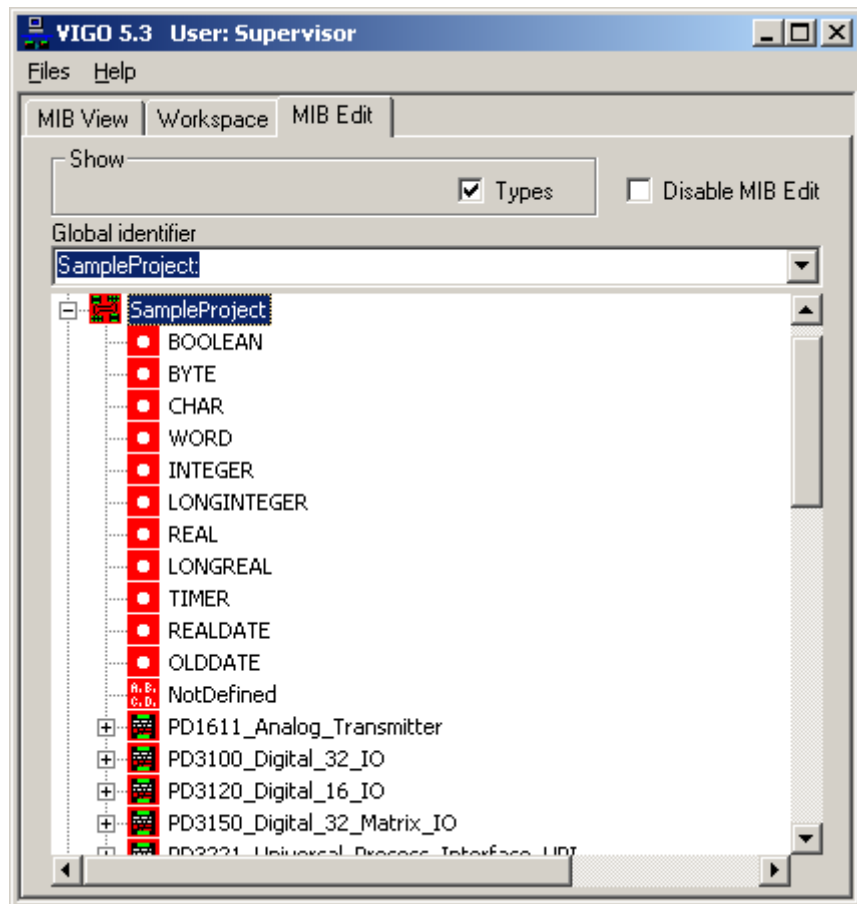 VIGO 5.3 User: Supervisor
Files Help
MIB View Workspace MIB Edit
Show
Types Disable MIB Edit
Global identifier
SampleProject:
SampleProject
BOOLEAN
BYTE
CHAR
WORD
INTEGER
LONGINTEGER
REAL
LONGREAL
TIMER
REALDATE
OLDDATE
A.B.
C.D. NotDefined
PD1611_Analog_Transmitter
PD3100_Digital_32_IO
PD3120_Digital_16_IO
PD3150_Digital_32_Matrix_IO
PD3221_Universal_Process_Interface_UPI